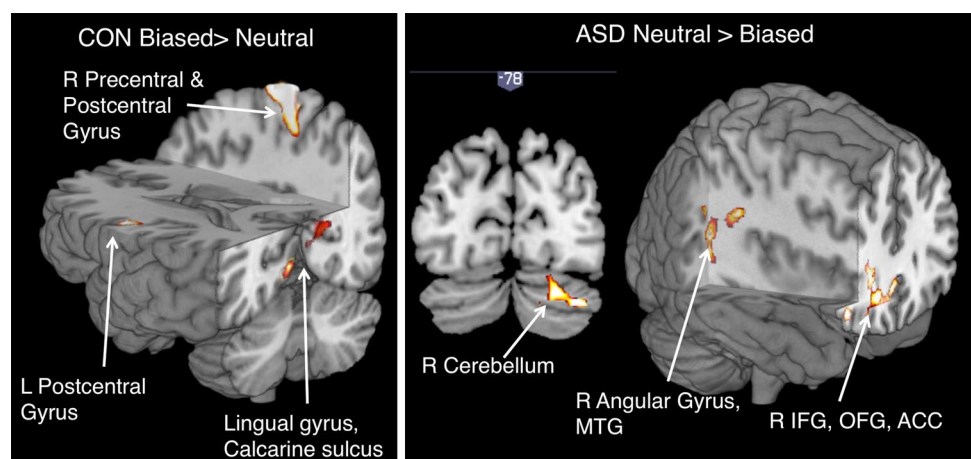 CON Biased> Neutral
R Precentral &
Postcentral
Gyrus
L Postcentral
Gyrus
Lingual gyrus,
Calcarine sulcus
ASD Neutral > Biased
-78
R Cerebellum
R Angular Gyrus,
MTG
R IFG, OFG, ACC